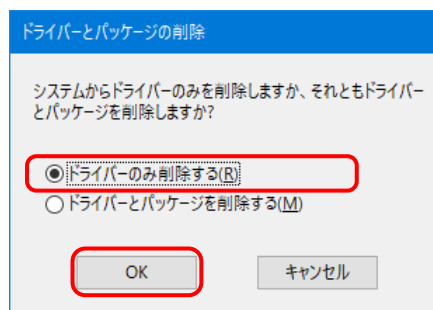 ドライバーとパッケージの削除
システムからドライバーのみを削除しますか、それともドライバー
とパッケージを削除しますか?
ドライバーのみ削除する(R)
ドライバーとパッケージを削除する(M)
OK
キャンセル